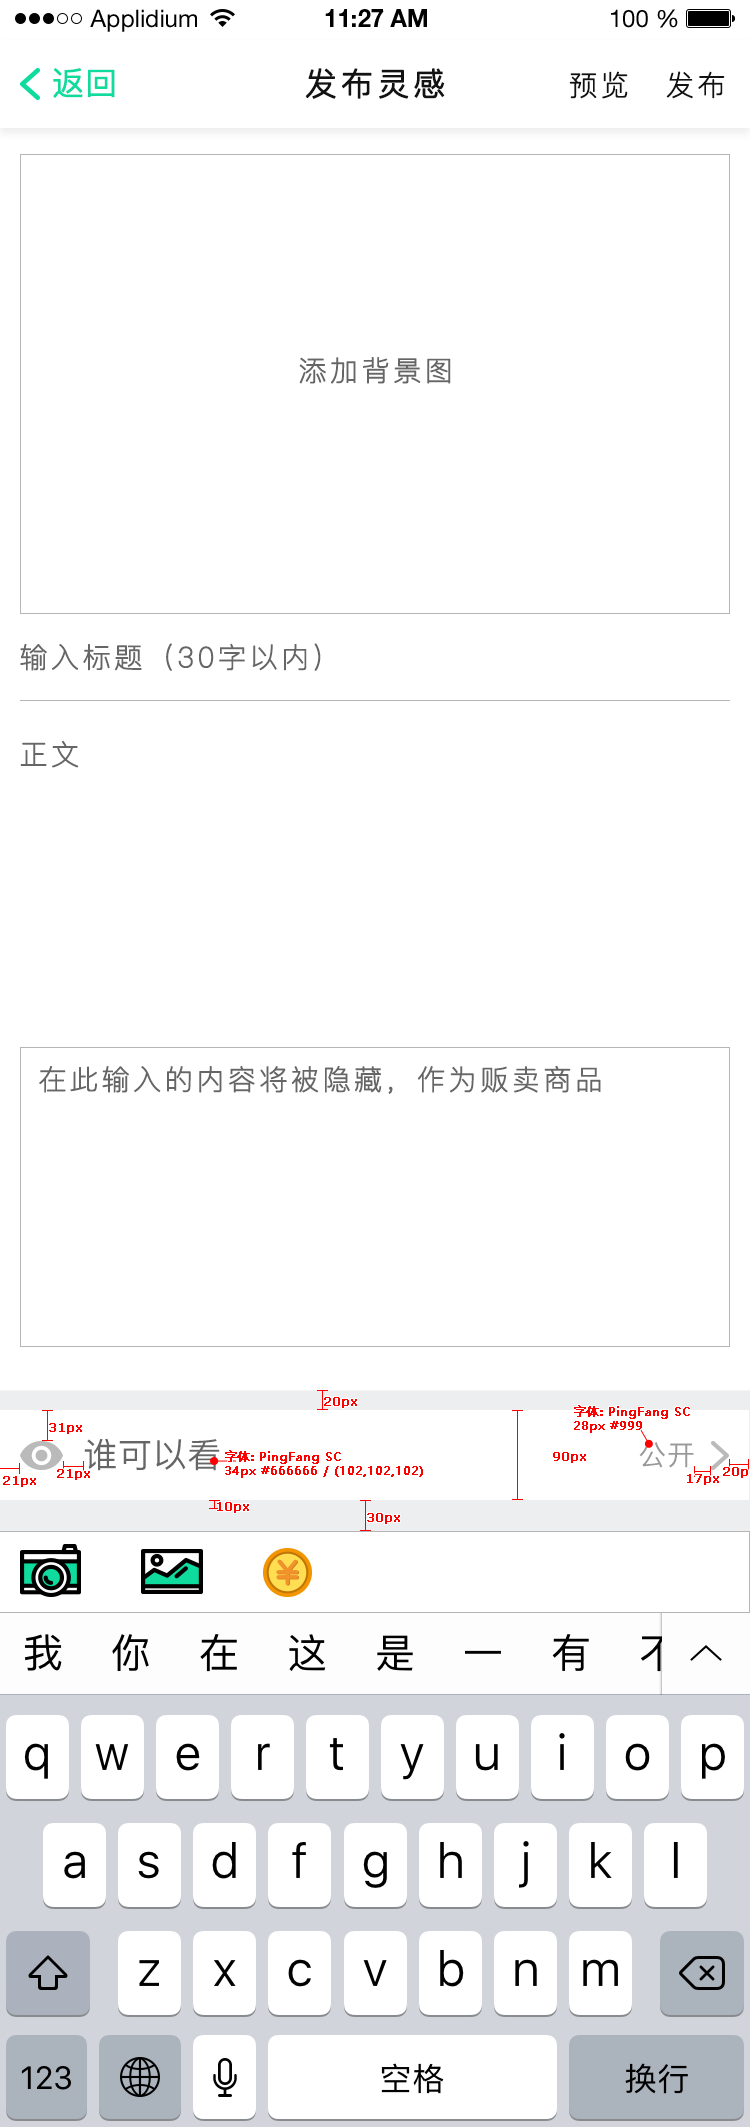 Applidium 11:27 AM 100 %
返回 发布灵感 预览 发布
添加背景图
输入标题（30字以内）
正文
在此输入的内容将被隐藏，作为贩卖商品
20px
字体: PingFang SC
28px #999
31px
谁可以看
字体: PingFang SC
34px #666666 / (102,102,102)
90px
公开
21px
21px
17px
20p
10px
30px
我 你 在 这 是 一 有 不
q w e r t y u i o p
a s d f g h j k l
z x c v b n m
123 空格 换行